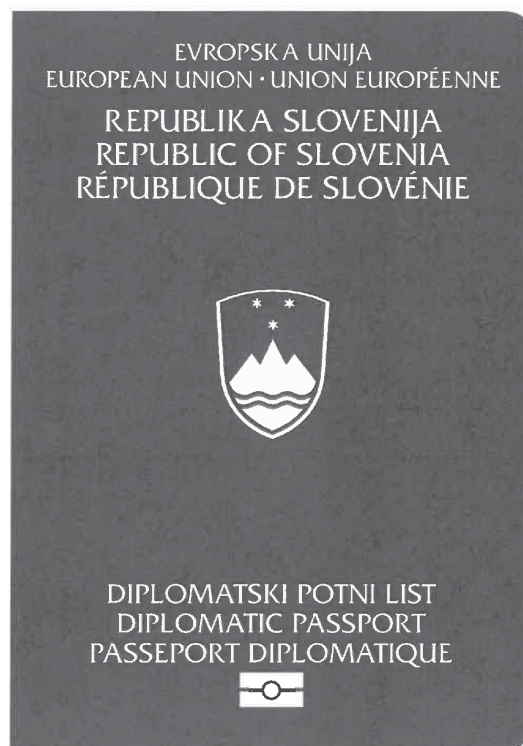 EVROPSKA UNIJA
EUROPEAN UNION · UNION EUROPÉENNE
REPUBLIKA SLOVENIJA
REPUBLIC OF SLOVENIA
RÉPUBLIQUE DE SLOVÉNIE
DIPLOMATSKI POTNI LIST
DIPLOMATIC PASSPORT
PASSEPORT DIPLOMATIQUE